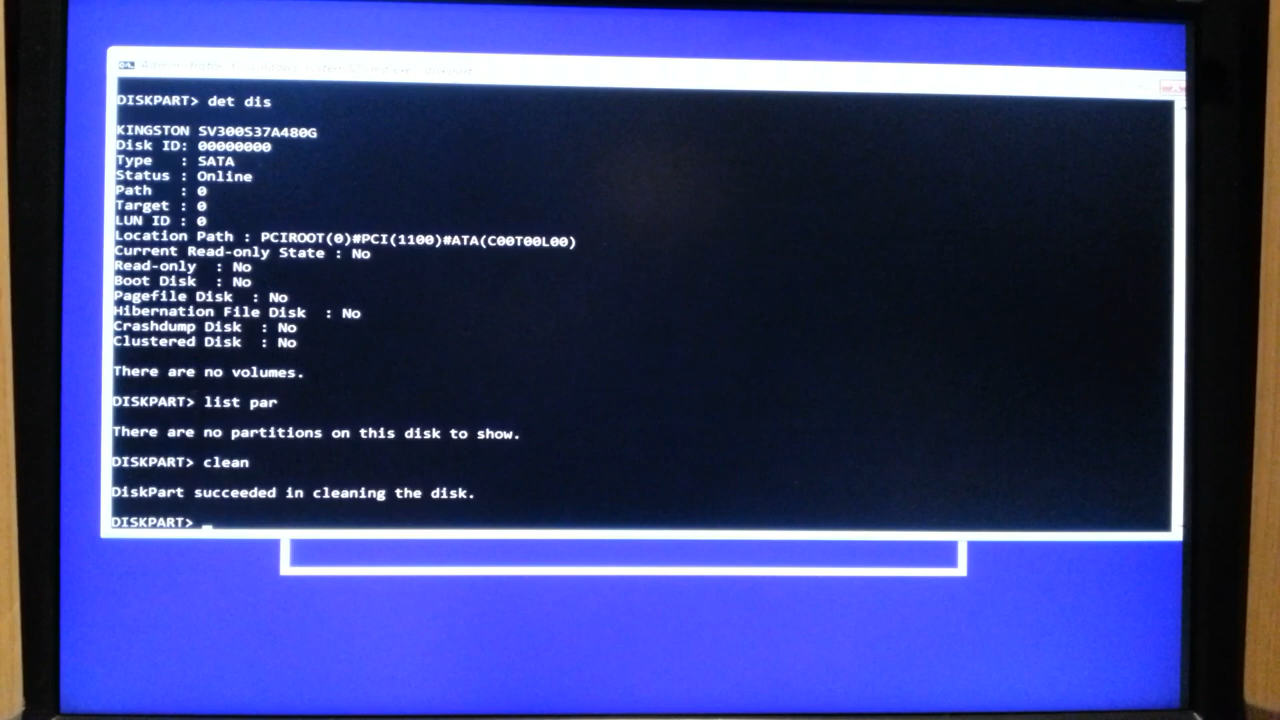 DISKPART> det dis
KINGSTON SV300S37A480G
Disk ID: 00000000
Type   : SATA
Status : Online
Path   : 0
Target : 0
LUN ID : 0
Location Path : PCIROOT(0)#PCI(1100)#ATA(C00T00L00)
Current Read-only State : No
Read-only  : No
Boot Disk  : No
Pagefile Disk  : No
Hibernation File Disk  : No
Crashdump Disk  : No
Clustered Disk  : No
There are no volumes.
DISKPART> list par
There are no partitions on this disk to show.
DISKPART> clean
DiskPart succeeded in cleaning the disk.
DISKPART> _